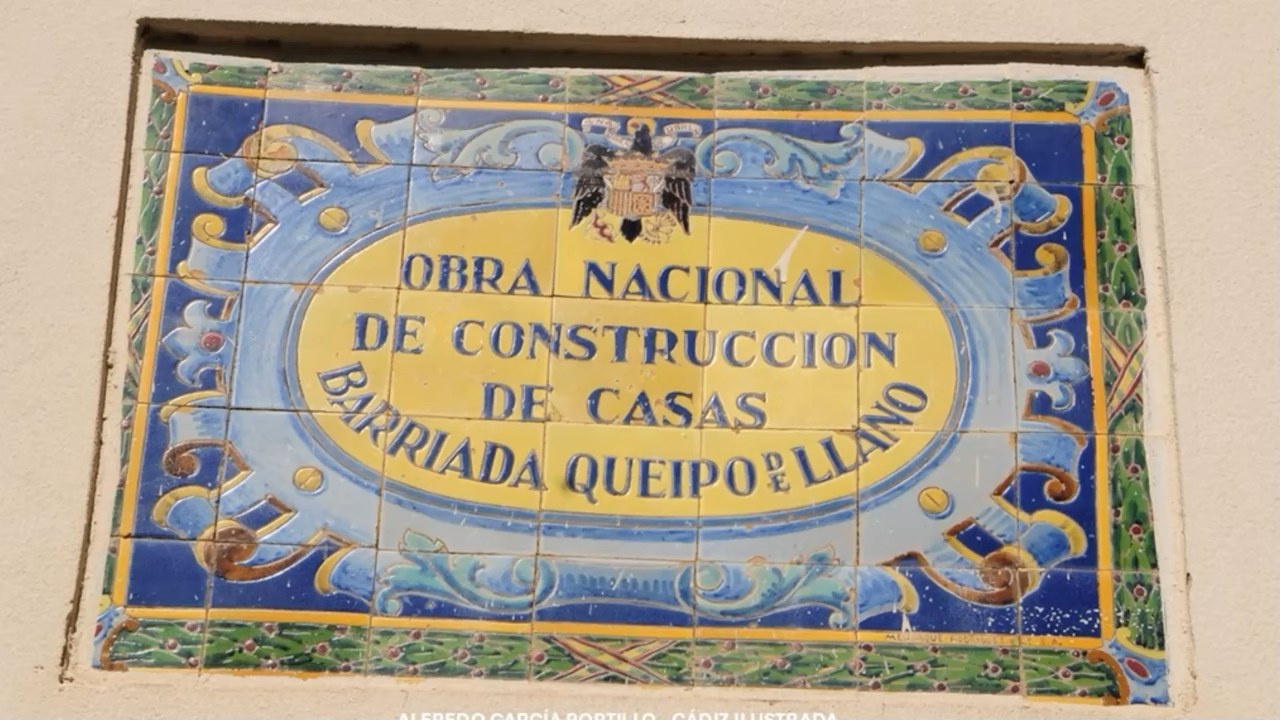 OBRA NACIONAL
DE CONSTRUCCION
DE CASAS
BARRIADA QUEIPO DE LLANO
ALFREDO GARCÍA PORTILLO - CÁDIZ ILUSTRADA